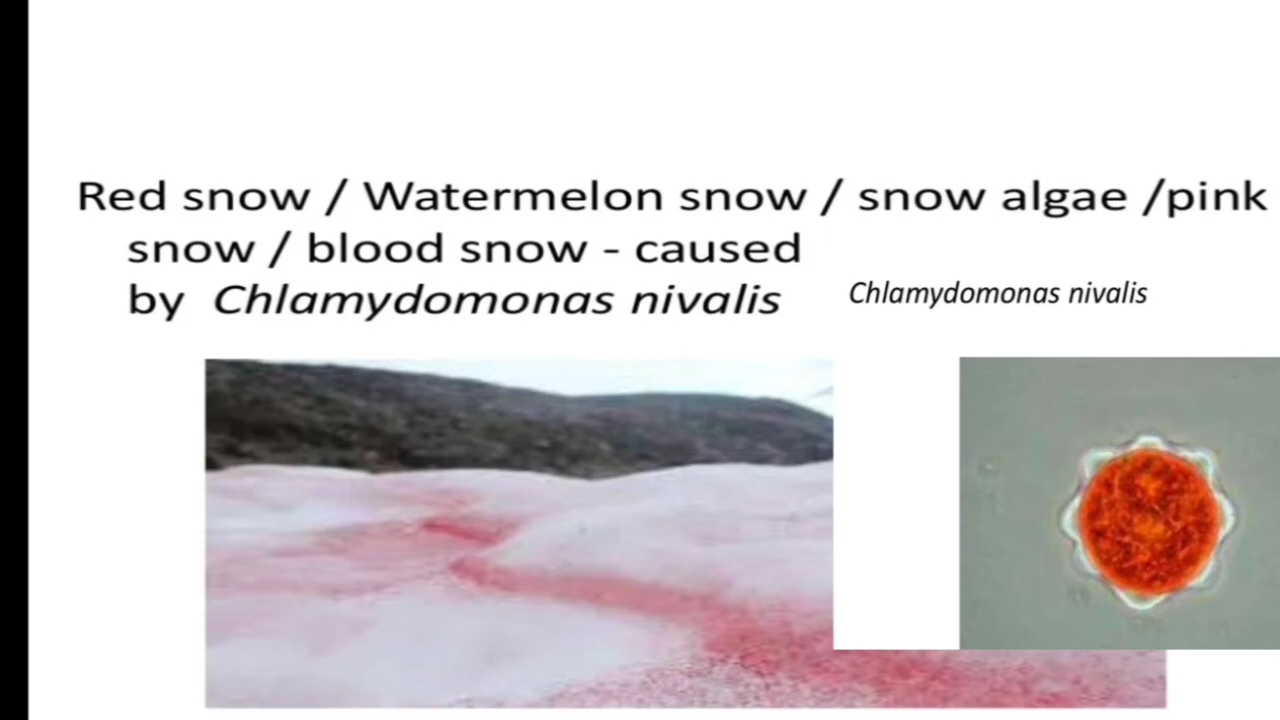 Red snow / Watermelon snow / snow algae /pink
snow / blood snow - caused
by Chlamydomonas nivalis
Chlamydomonas nivalis